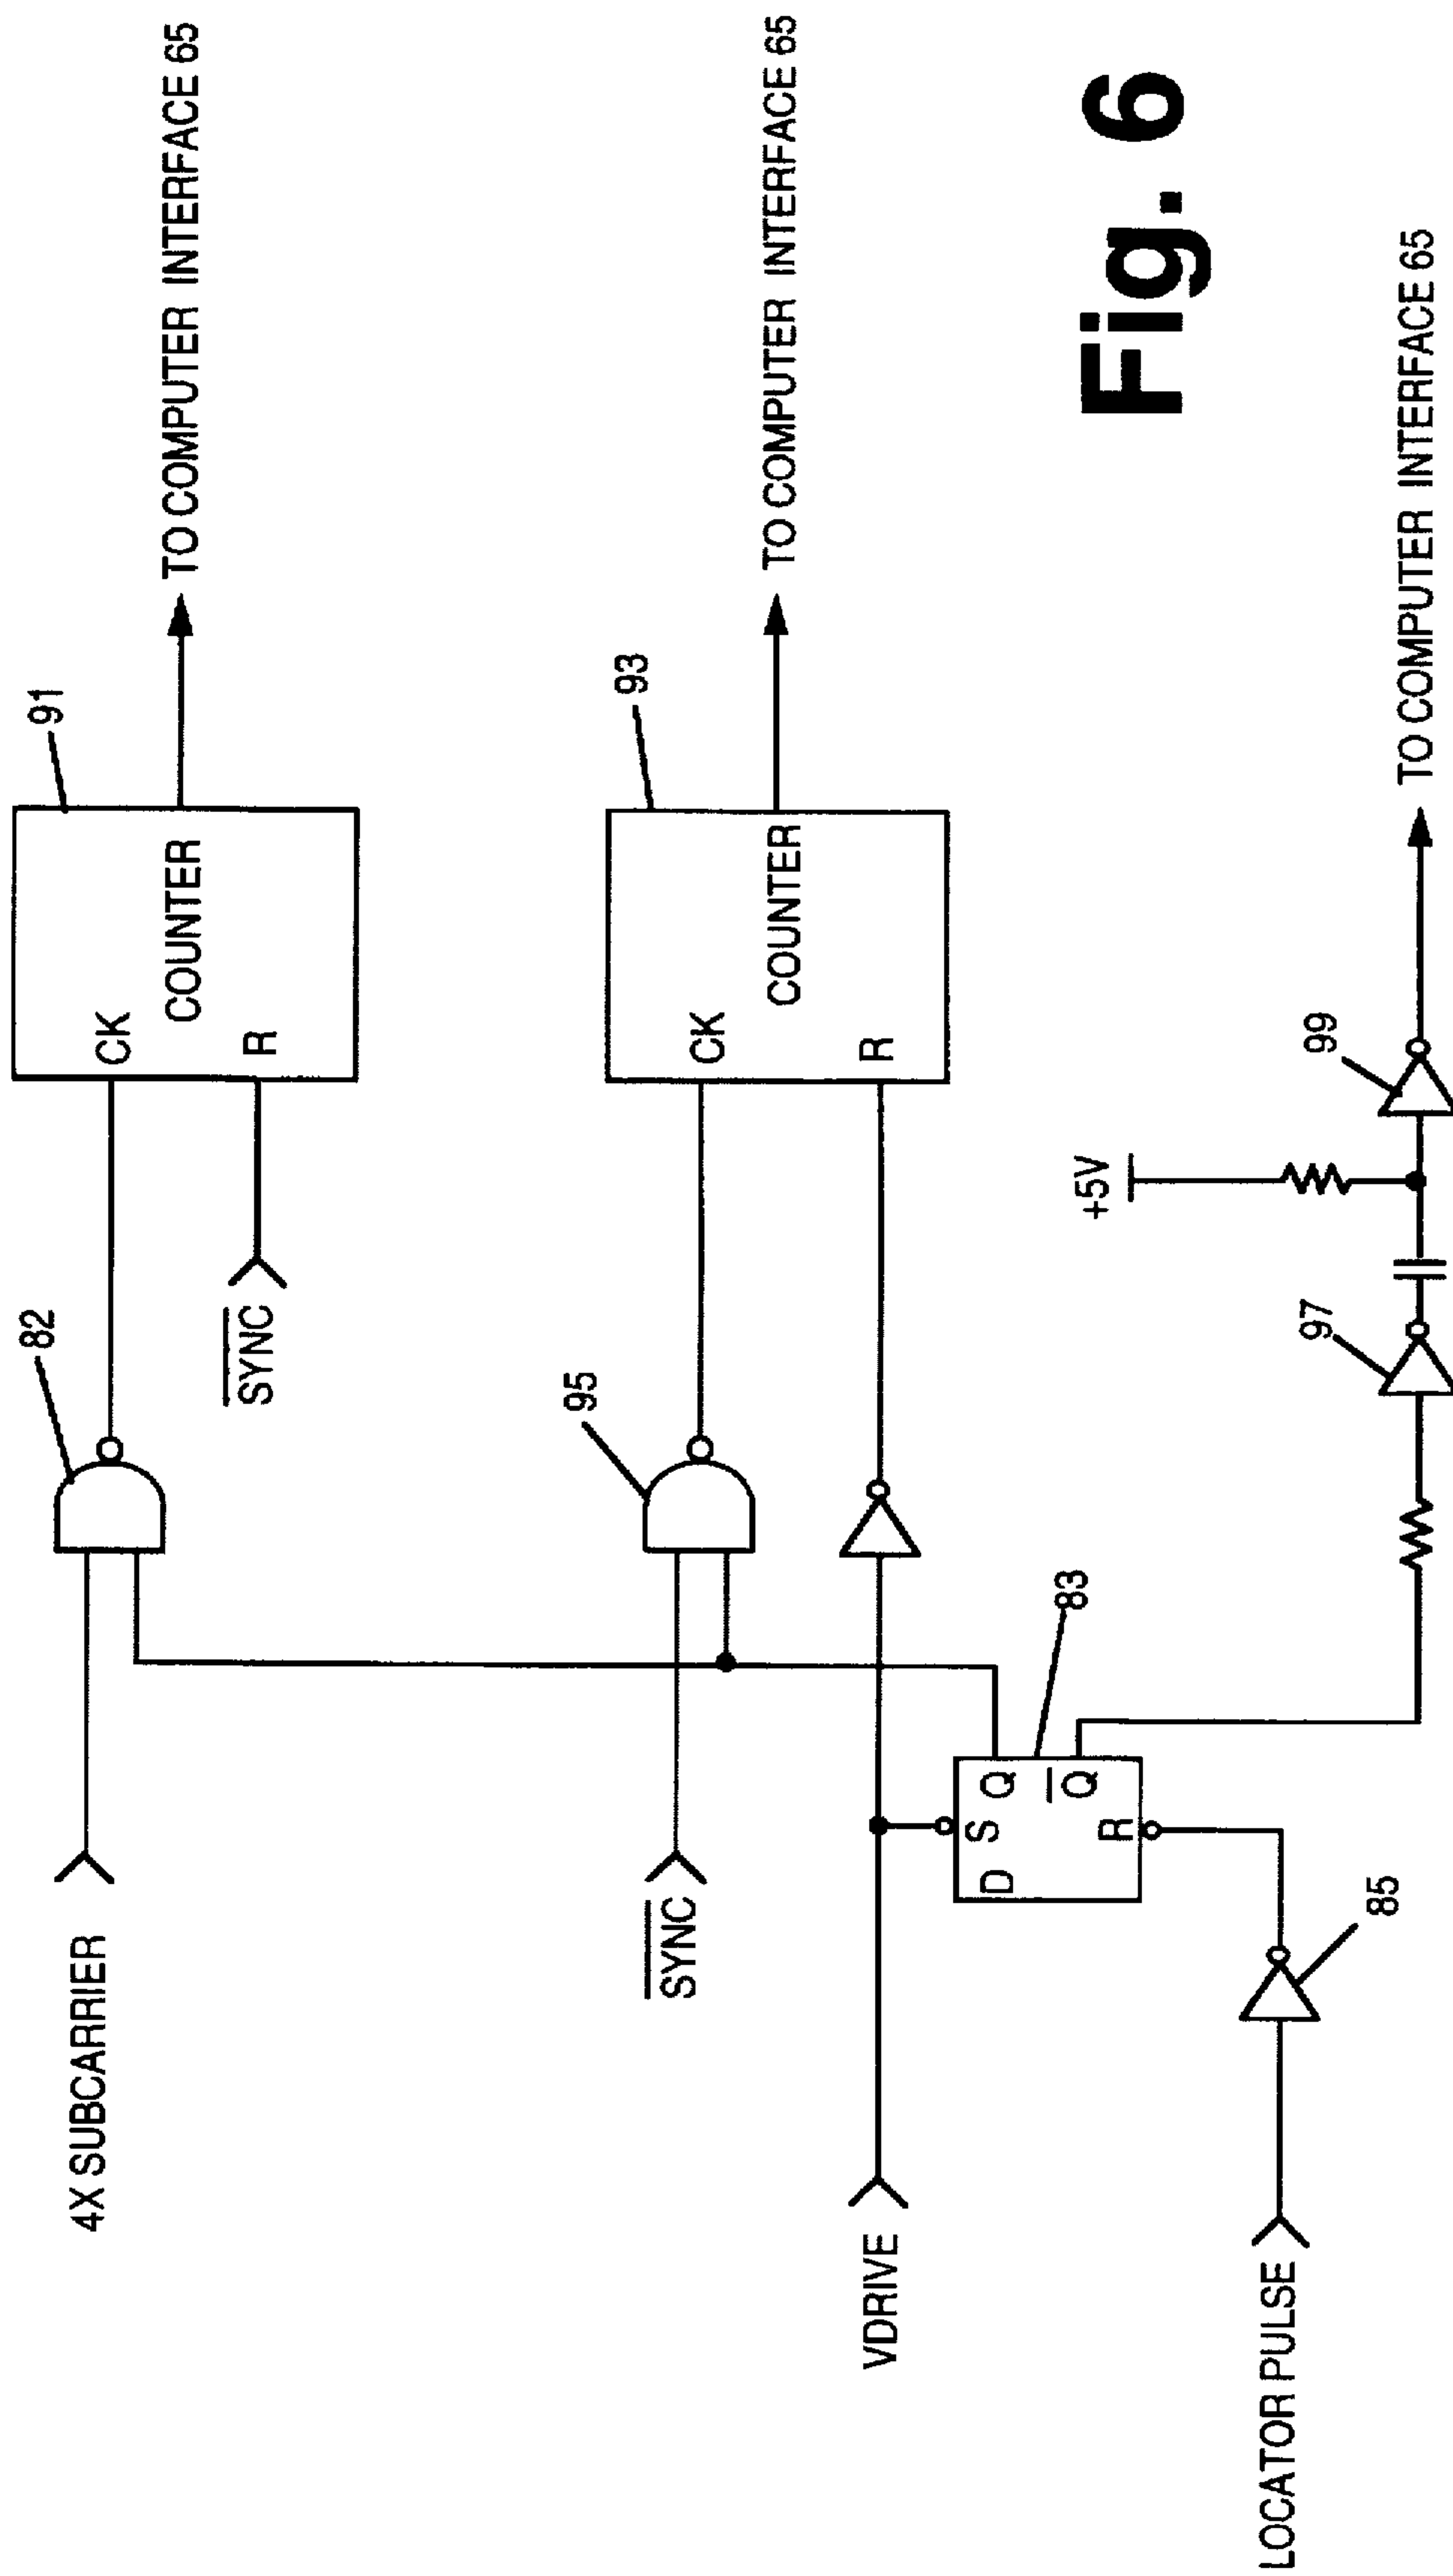 4X SUBCARRIER
82
SYNC
CK
R
COUNTER
91
TO COMPUTER INTERFACE 65
SYNC
95
CK
R
COUNTER
93
TO COMPUTER INTERFACE 65
VDRIVE
D
S
Q
Q
R
83
LOCATOR PULSE
85
97
+5V
99
TO COMPUTER INTERFACE 65
Fig. 6